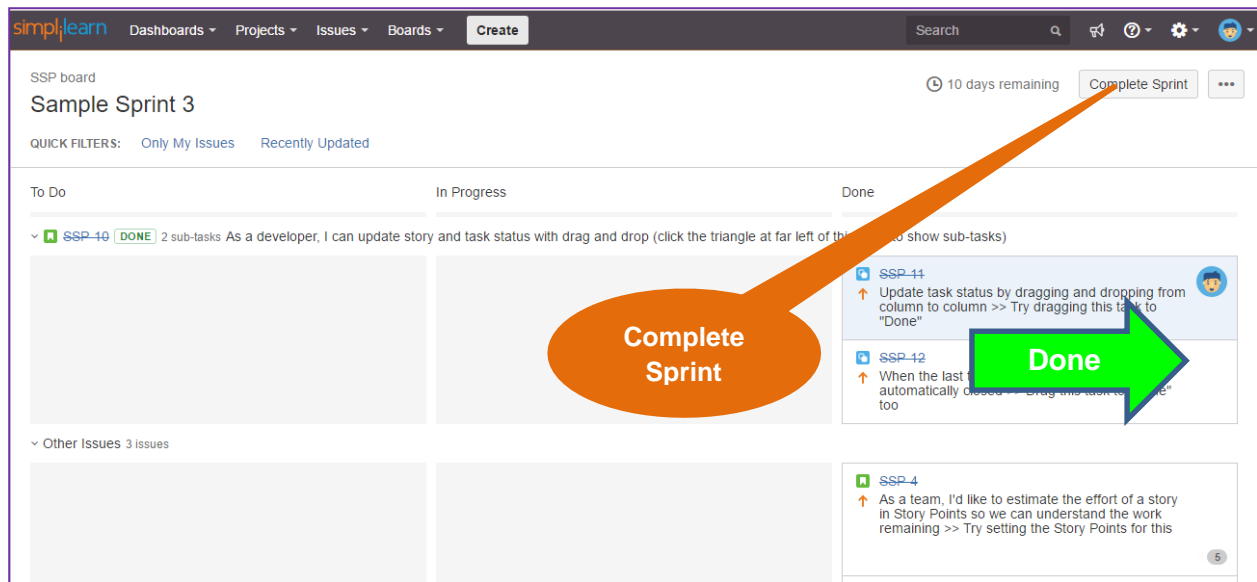 simplilearn Dashboards Projects Issues Boards Create Search
SSP board
Sample Sprint 3
10 days remaining Complete Sprint
QUICK FILTERS: Only My Issues Recently Updated
To Do In Progress Done
SSP-10 DONE 2 sub-tasks As a developer, I can update story and task status with drag and drop (click the triangle at far left of to show sub-tasks)
SSP-11
Update task status by dragging and dropping from
column to column >> Try dragging this task to
"Done"
Complete
Sprint
SSP-12
Done
When the last
automatically closed >> Drag this task to
too
Other Issues 3 issues
SSP-4
As a team, I'd like to estimate the effort of a story
in Story Points so we can understand the work
remaining >> Try setting the Story Points for this
5